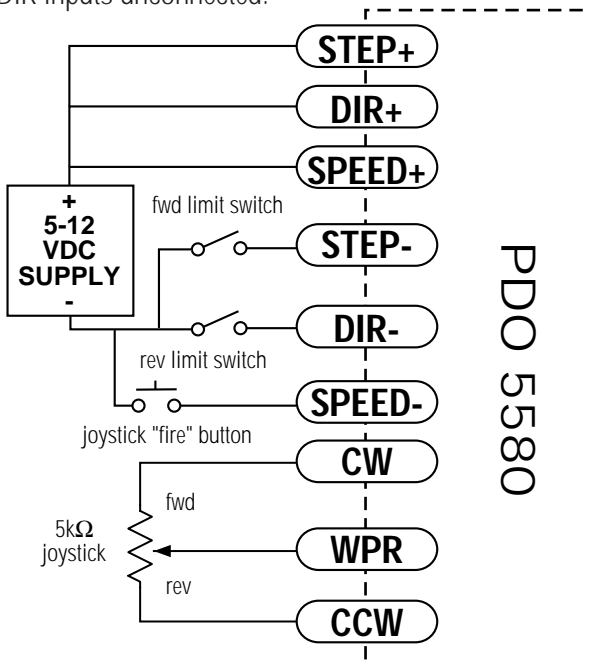 DIR inputs unconnected.
STEP+
DIR+
SPEED+
+
5-12
VDC
SUPPLY
-
fwd limit switch
STEP-
DIR-
rev limit switch
SPEED-
joystick "fire" button
CW
fwd
5kΩ
joystick
WPR
rev
CCW
PDO 5580